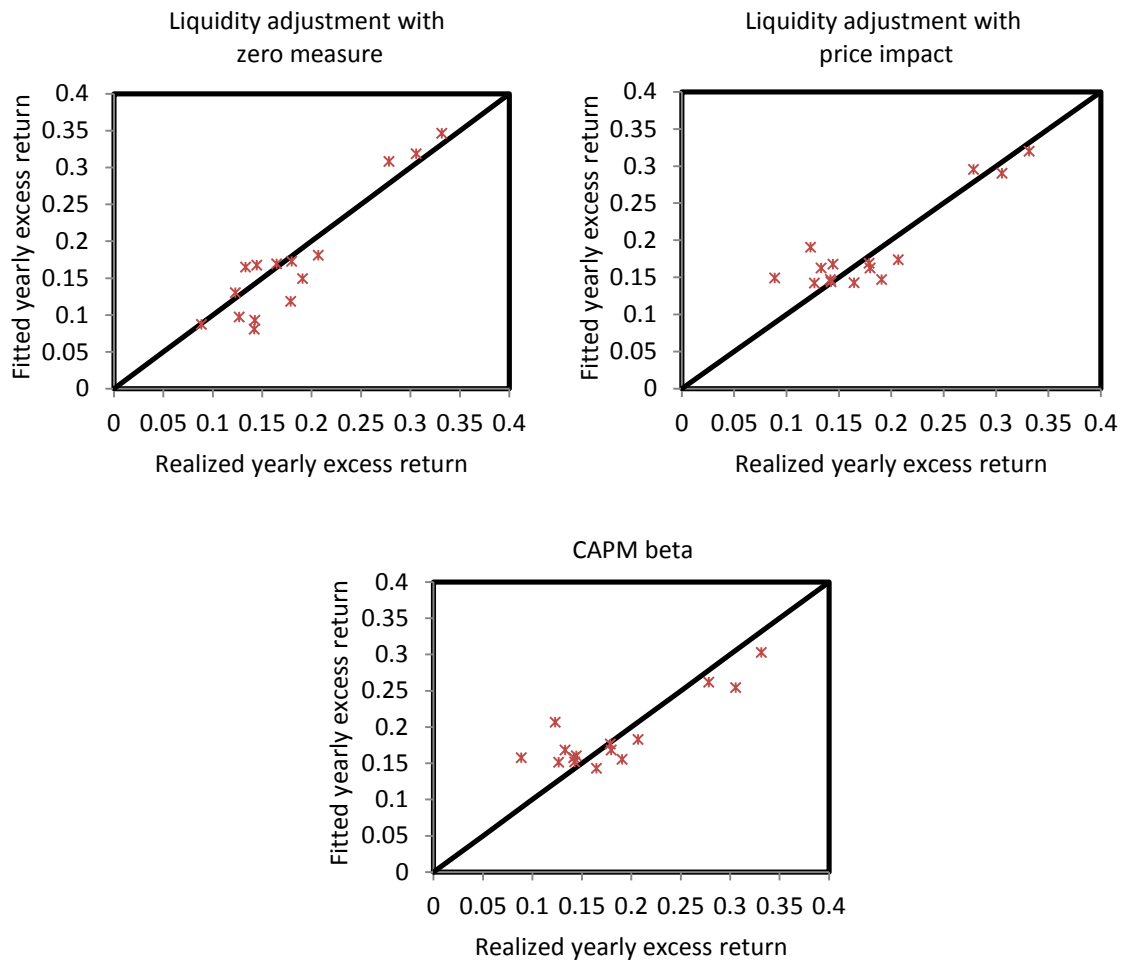 Liquidity adjustment with
zero measure
Fitted yearly excess return
0.4
0.35
0.3
0.25
0.2
0.15
0.1
0.05
0
0 0.05 0.1 0.15 0.2 0.25 0.3 0.35 0.4
Realized yearly excess return
Liquidity adjustment with
price impact
Fitted yearly excess return
0.4
0.35
0.3
0.25
0.2
0.15
0.1
0.05
0
0 0.05 0.1 0.15 0.2 0.25 0.3 0.35 0.4
Realized yearly excess return
CAPM beta
Fitted yearly excess return
0.4
0.35
0.3
0.25
0.2
0.15
0.1
0.05
0
0 0.05 0.1 0.15 0.2 0.25 0.3 0.35 0.4
Realized yearly excess return